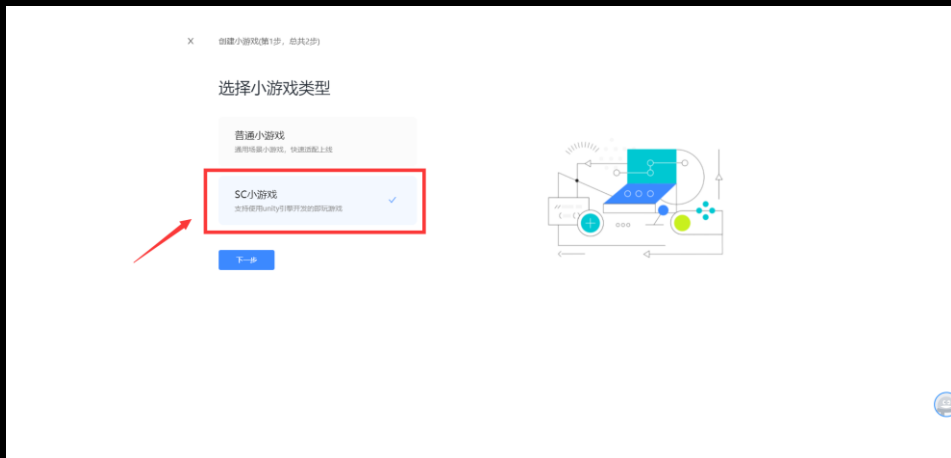 创建小游戏(第1步，总共2步)
选择小游戏类型
普通小游戏
通用场景小游戏，快速适配上线
SC小游戏
支持使用unity引擎开发的即玩游戏
下一步